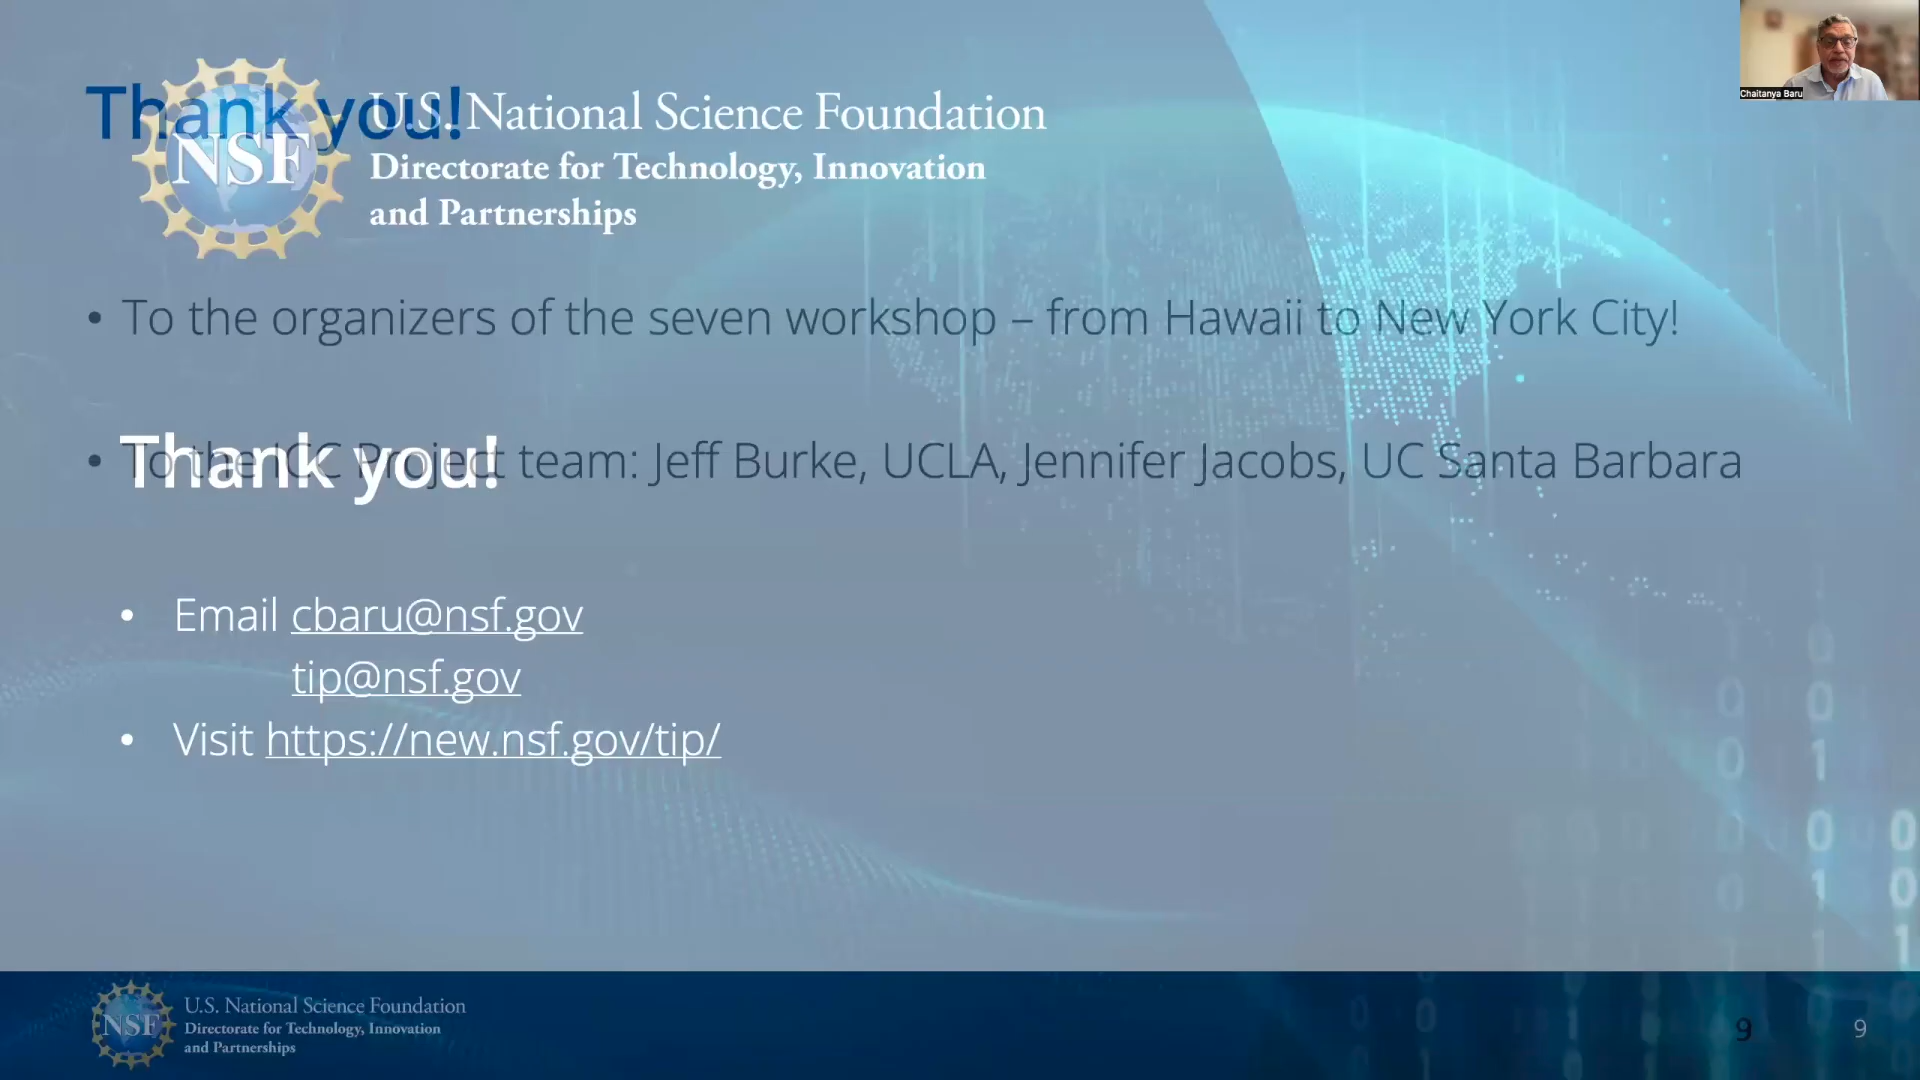 Thank you!
NSF
U.S. National Science Foundation
Directorate for Technology, Innovation
and Partnerships
Chaitanya Baru
• To the organizers of the seven workshop – from Hawaii to New York City!
Thank you!
• To the ICC Project team: Jeff Burke, UCLA, Jennifer Jacobs, UC Santa Barbara
• Email cbaru@nsf.gov
tip@nsf.gov
• Visit https://new.nsf.gov/tip/
NSF
U.S. National Science Foundation
Directorate for Technology, Innovation
and Partnerships
9
9